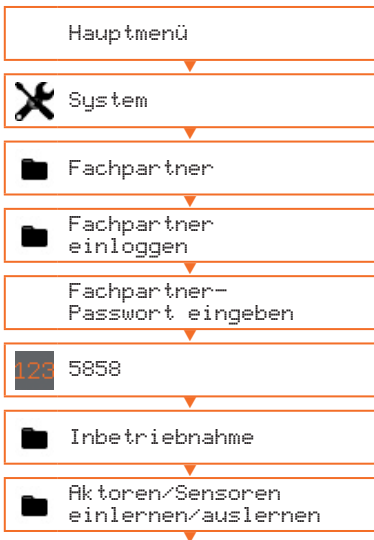 Hauptmenü
System
Fachpartner
Fachpartner
einloggen
Fachpartner-
Passwort eingeben
123 5858
Inbetriebnahme
Aktoren/Sensoren
einlernen/auslernen